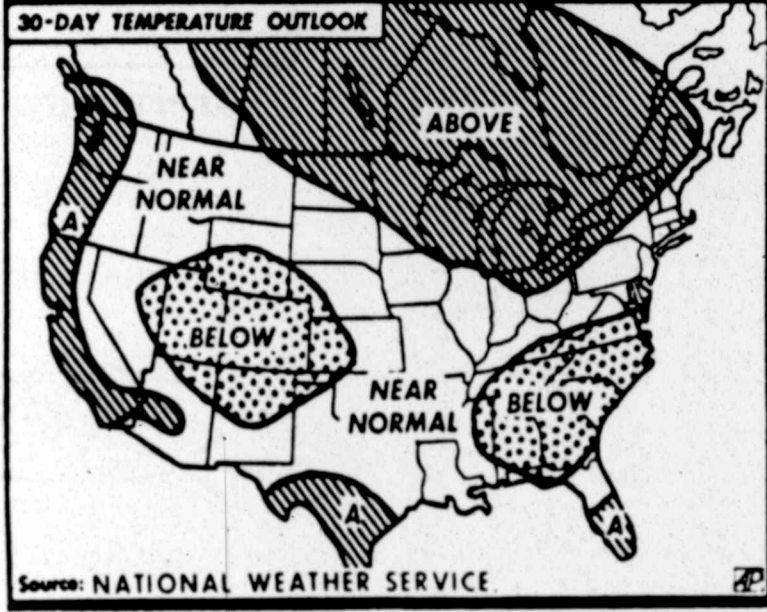 30-DAY TEMPERATURE OUTLOOK
ABOVE
NEAR
NORMAL
A
BELOW
NEAR
NORMAL
BELOW
A
A
Source: NATIONAL WEATHER SERVICE
AP